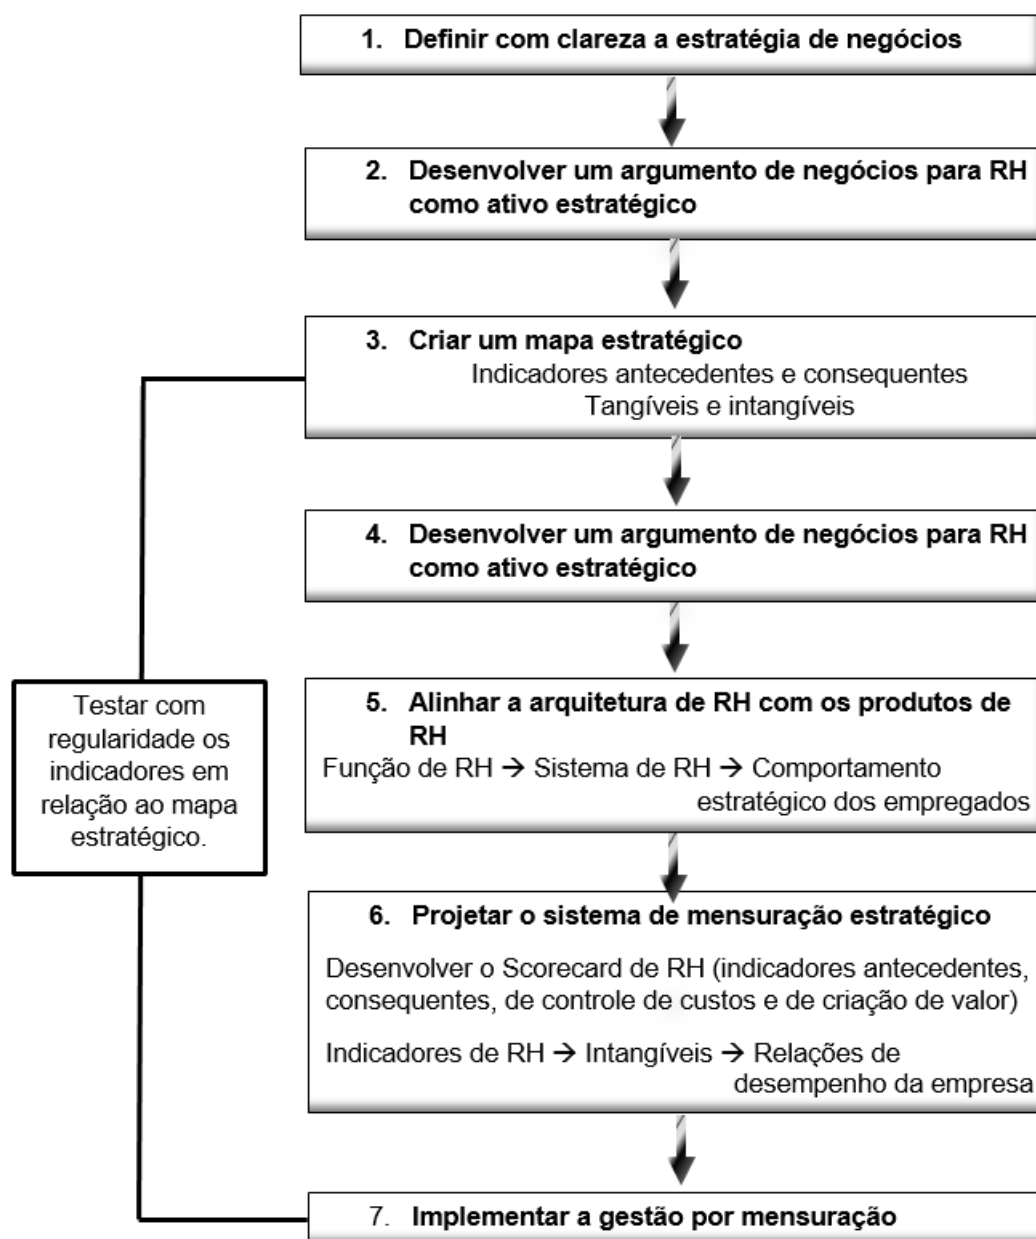 1. Definir com clareza a estratégia de negócios
2. Desenvolver um argumento de negócios para RH
como ativo estratégico
3. Criar um mapa estratégico
Indicadores antecedentes e consequentes
Tangíveis e intangíveis
4. Desenvolver um argumento de negócios para RH
como ativo estratégico
Testar com
regularidade os
indicadores em
relação ao mapa
estratégico.
5. Alinhar a arquitetura de RH com os produtos de
RH
Função de RH → Sistema de RH → Comportamento
estratégico dos empregados
6. Projetar o sistema de mensuração estratégico
Desenvolver o Scorecard de RH (indicadores antecedentes,
consequentes, de controle de custos e de criação de valor)
Indicadores de RH → Intangíveis → Relações de
desempenho da empresa
7. Implementar a gestão por mensuração